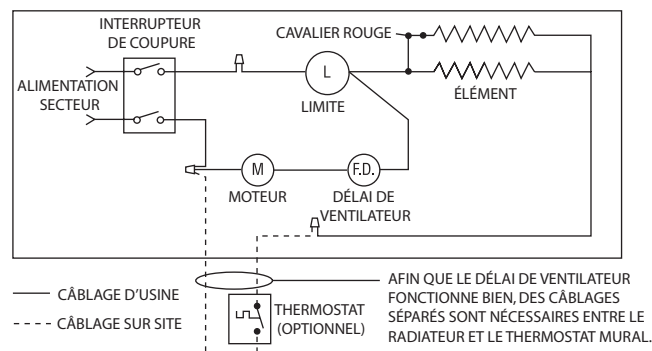 INTERRUPTEUR
DE COUPURE
CAVALIER ROUGE
ALIMENTATION
SECTEUR
L
LIMITE
ÉLÉMENT
M
MOTEUR
F.D.
DÉLAI DE
VENTILATEUR
CÂBLAGE D'USINE
CÂBLAGE SUR SITE
THERMOSTAT
(OPTIONNEL)
AFIN QUE LE DÉLAI DE VENTILATEUR
FONCTIONNE BIEN, DES CÂBLAGES
SÉPARÉS SONT NÉCESSAIRES ENTRE LE
RADIATEUR ET LE THERMOSTAT MURAL.